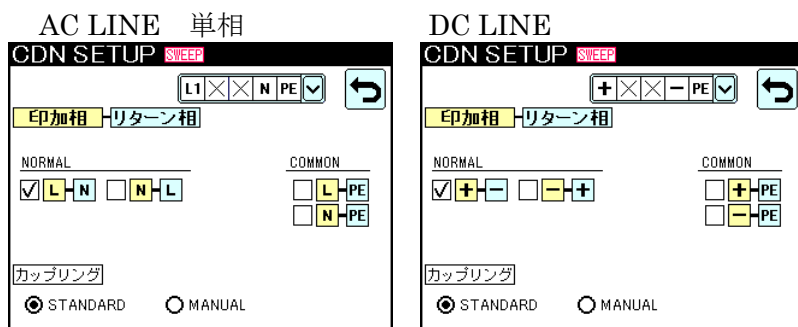 AC LINE 単相
CDN SETUP SWEEP
L1 N PE
印加相 リターン相
NORMAL COMMON
L N N L L PE
N PE
カップリング
STANDARD MANUAL
DC LINE
CDN SETUP SWEEP
+ − PE
印加相 リターン相
NORMAL COMMON
+ − − + + PE
− PE
カップリング
STANDARD MANUAL